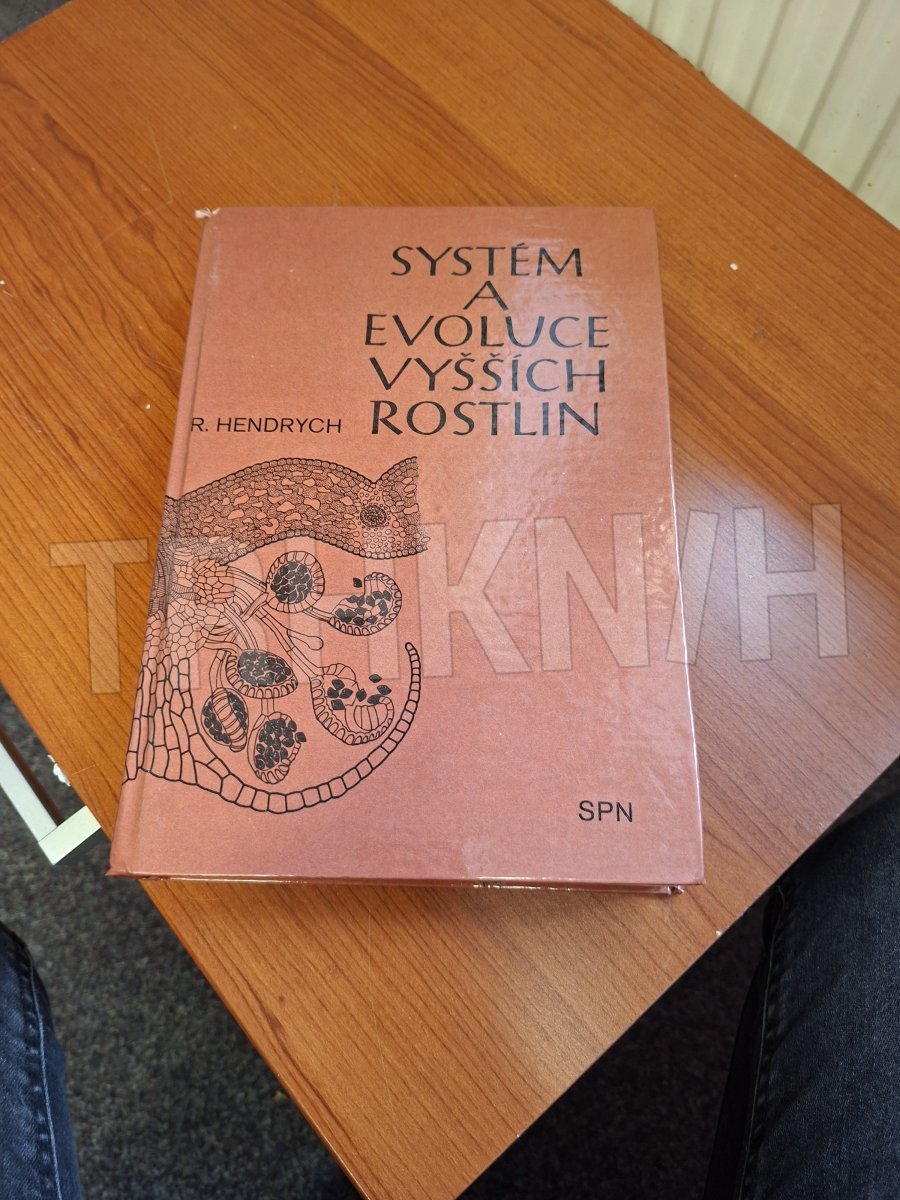 SYSTÉM
A
EVOLUCE
VYŠŠÍCH
ROSTLIN
R. HENDRYCH
SPN